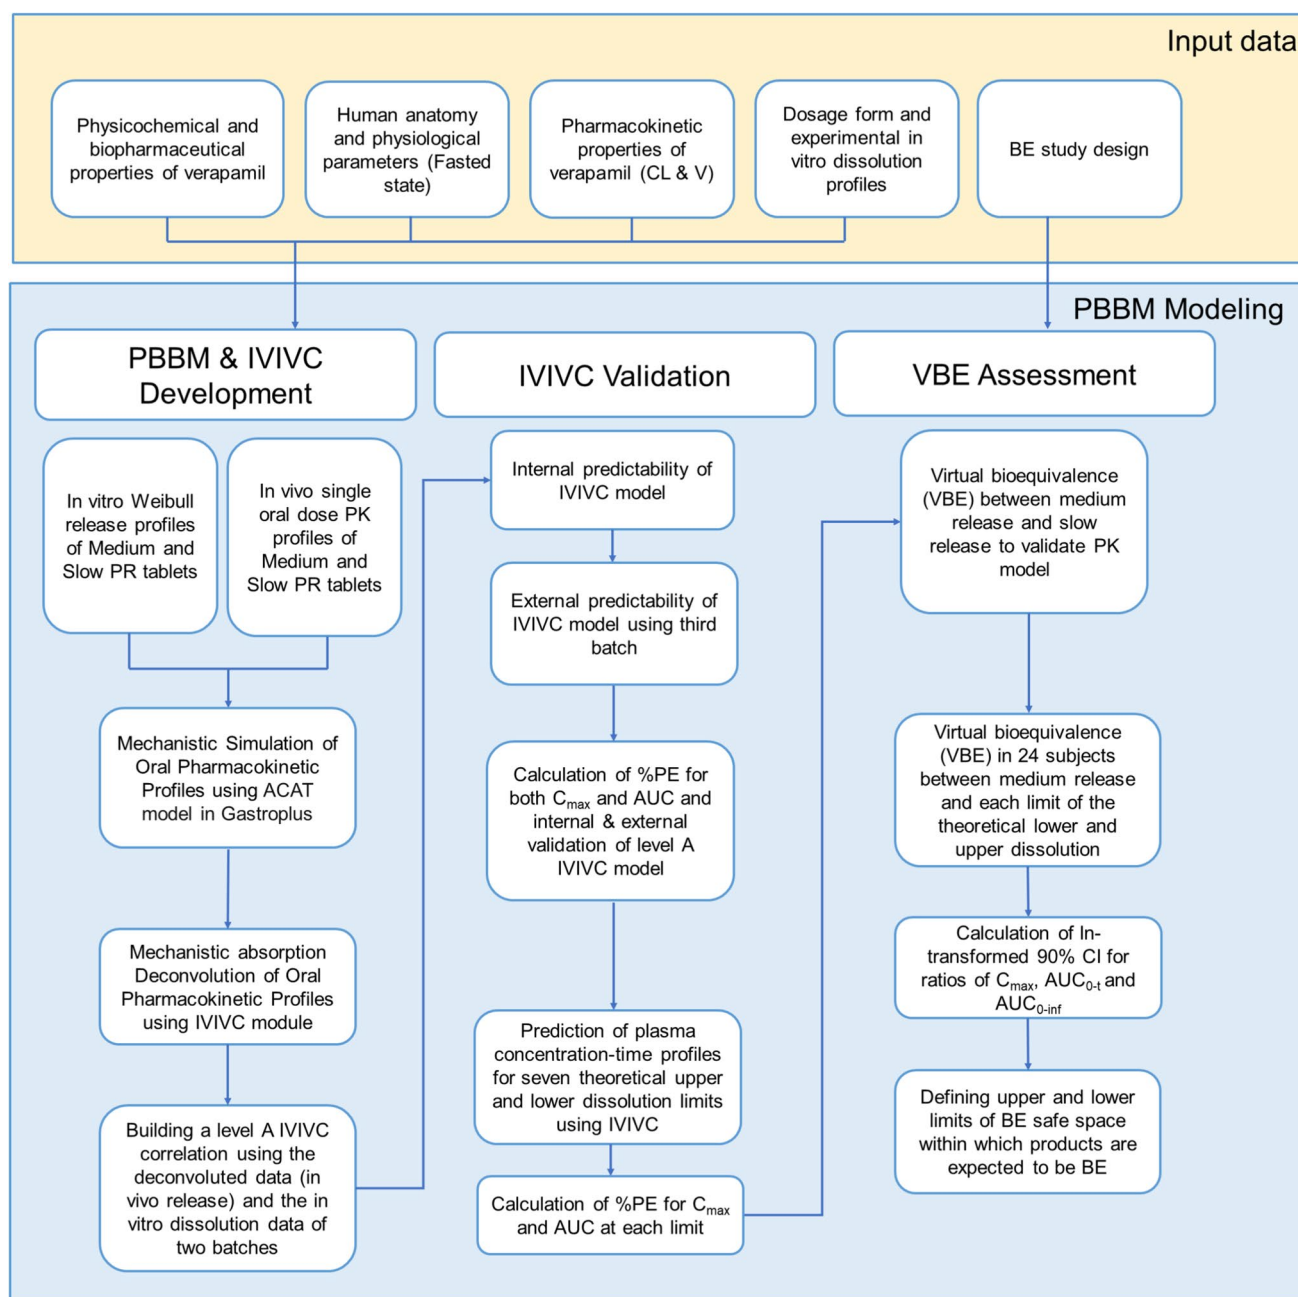 Input data
Physicochemical and
biopharmaceutical
properties of verapamil
Human anatomy
and physiological
parameters (Fasted
state)
Pharmacokinetic
properties of
verapamil (CL & V)
Dosage form and
experimental in
vitro dissolution
profiles
BE study design
PBBM Modeling
PBBM & IVIVC
Development
In vitro Weibull
release profiles
of Medium and
Slow PR tablets
In vivo single
oral dose PK
profiles of
Medium and
Slow PR tablets
Mechanistic Simulation of
Oral Pharmacokinetic
Profiles using ACAT
model in Gastroplus
Mechanistic absorption
Deconvolution of Oral
Pharmacokinetic Profiles
using IVIVC module
Building a level A IVIVC
correlation using the
deconvoluted data (in
vivo release) and the in
vitro dissolution data of
two batches
IVIVC Validation
Internal predictability of
IVIVC model
External predictability of
IVIVC model using third
batch
Calculation of %PE for
both Cmax and AUC and
internal & external
validation of level A
IVIVC model
Prediction of plasma
concentration-time profiles
for seven theoretical upper
and lower dissolution limits
using IVIVC
Calculation of %PE for Cmax
and AUC at each limit
VBE Assessment
Virtual bioequivalence
(VBE) between medium
release and slow
release to validate PK
model
Virtual bioequivalence
(VBE) in 24 subjects
between medium release
and each limit of the
theoretical lower and
upper dissolution
Calculation of ln-
transformed 90% CI for
ratios of Cmax, AUC0-t and
AUC0-inf
Defining upper and lower
limits of BE safe space
within which products are
expected to be BE